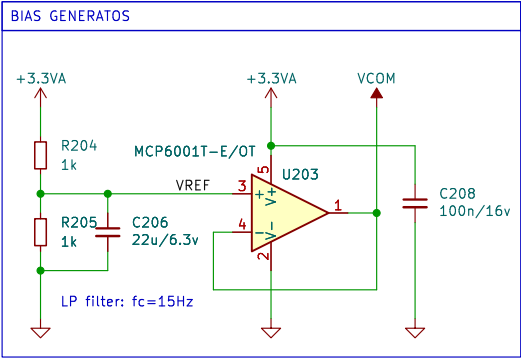 BIAS GENERATOS
+3.3VA
+3.3VA
VCOM
R204
1k
MCP6001T-E/OT
U203
5
V+
VREF
3
+
1
C208
100n/16v
R205
1k
C206
22u/6.3v
4
-
V-
2
LP filter: fc=15Hz